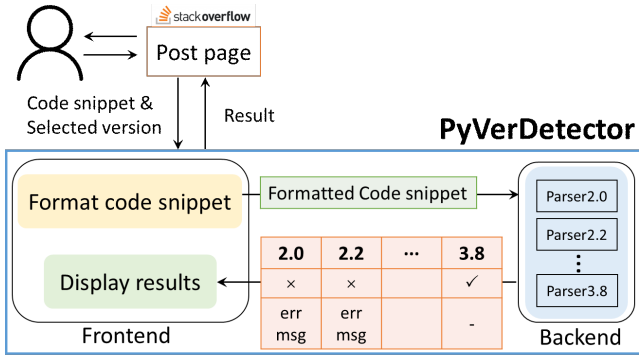 stackoverflow
Post page
Code snippet &
Selected version
Result
PyVerDetector
Format code snippet
Formatted Code snippet
Parser2.0
Parser2.2
Parser3.8
2.0 2.2 ··· 3.8
× × ✓
err msg err msg -
Display results
Frontend
Backend